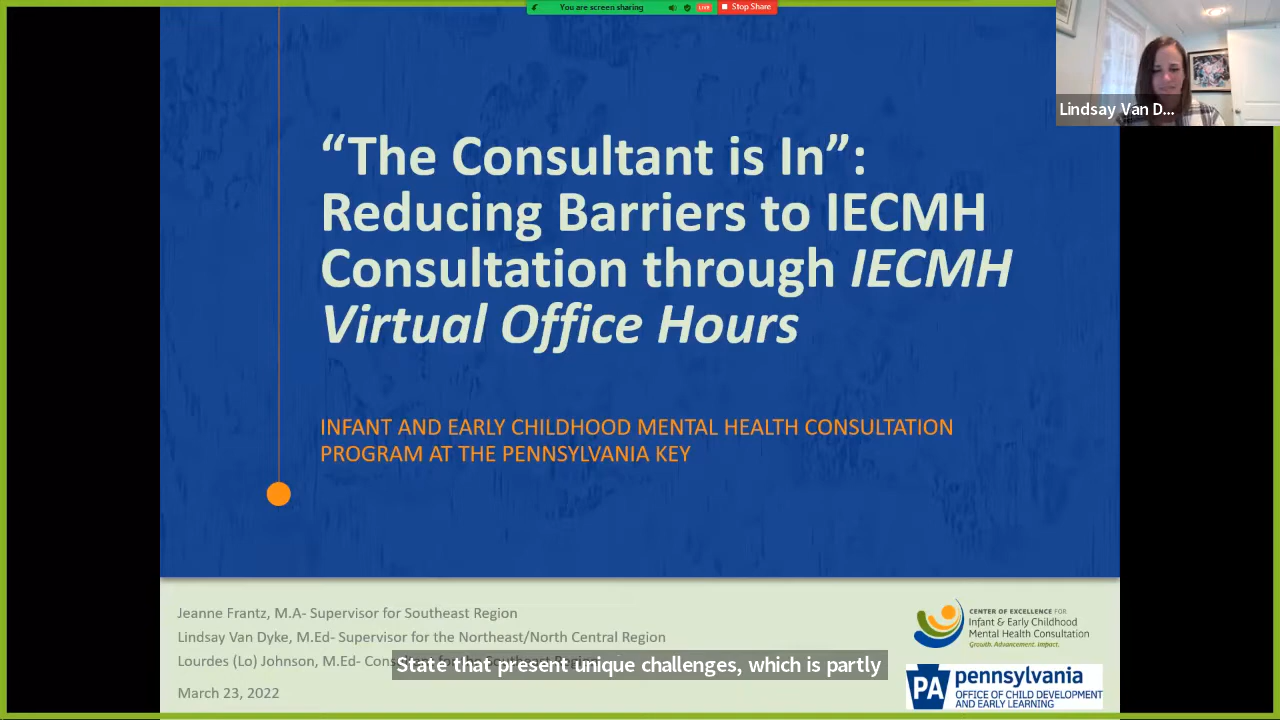 You are screen sharing
LIVE
Stop Share
Lindsay Van D...
“The Consultant is In”:
Reducing Barriers to IECMH
Consultation through IECMH
Virtual Office Hours
INFANT AND EARLY CHILDHOOD MENTAL HEALTH CONSULTATION
PROGRAM AT THE PENNSYLVANIA KEY
Jeanne Frantz, M.A- Supervisor for Southeast Region
Lindsay Van Dyke, M.Ed- Supervisor for the Northeast/North Central Region
Lourdes (Lo) Johnson, M.Ed-
State that present unique challenges, which is partly
March 23, 2022
CENTER OF EXCELLENCE FOR
Infant & Early Childhood
Mental Health Consultation
Growth. Advancement. Impact.
PA
pennsylvania
OFFICE OF CHILD DEVELOPMENT
AND EARLY LEARNING